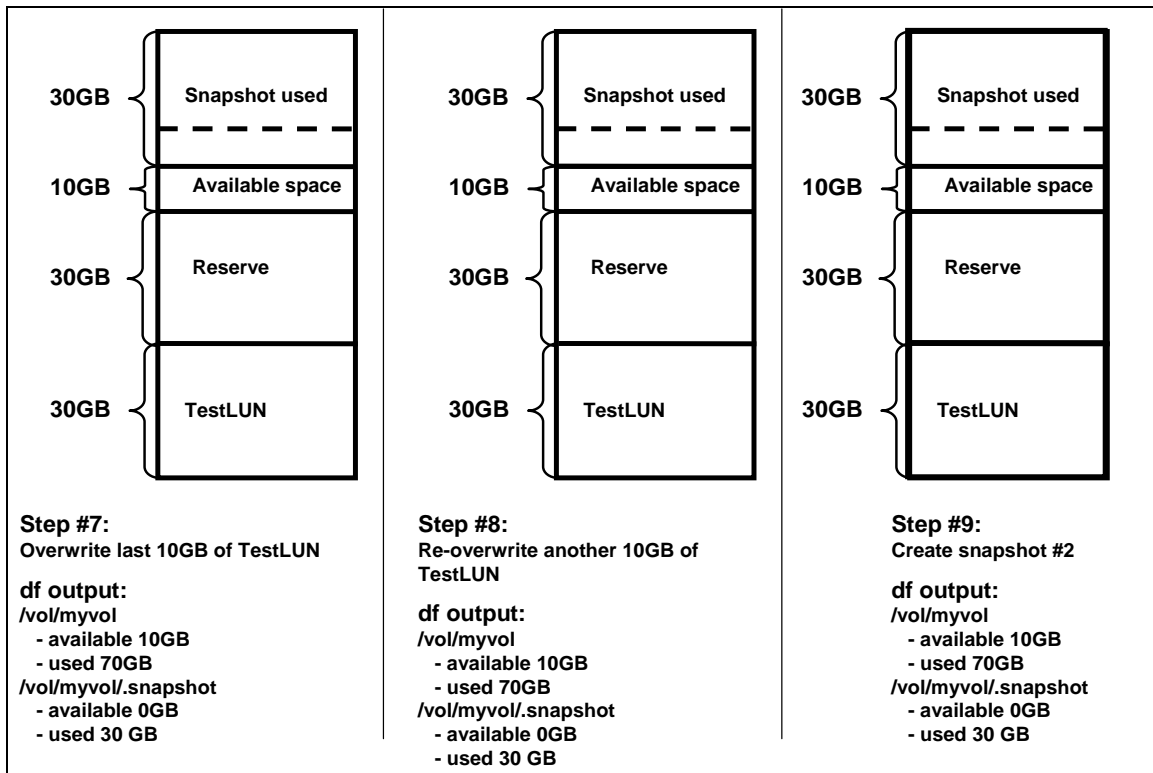 30GB
Snapshot used
10GB
Available space
30GB
Reserve
30GB
TestLUN
Step #7:
Overwrite last 10GB of TestLUN
df output:
/vol/myvol
- available 10GB
- used 70GB
/vol/myvol/.snapshot
- available 0GB
- used 30 GB
30GB
Snapshot used
10GB
Available space
30GB
Reserve
30GB
TestLUN
Step #8:
Re-overwrite another 10GB of
TestLUN
df output:
/vol/myvol
- available 10GB
- used 70GB
/vol/myvol/.snapshot
- available 0GB
- used 30 GB
30GB
Snapshot used
10GB
Available space
30GB
Reserve
30GB
TestLUN
Step #9:
Create snapshot #2
df output:
/vol/myvol
- available 10GB
- used 70GB
/vol/myvol/.snapshot
- available 0GB
- used 30 GB